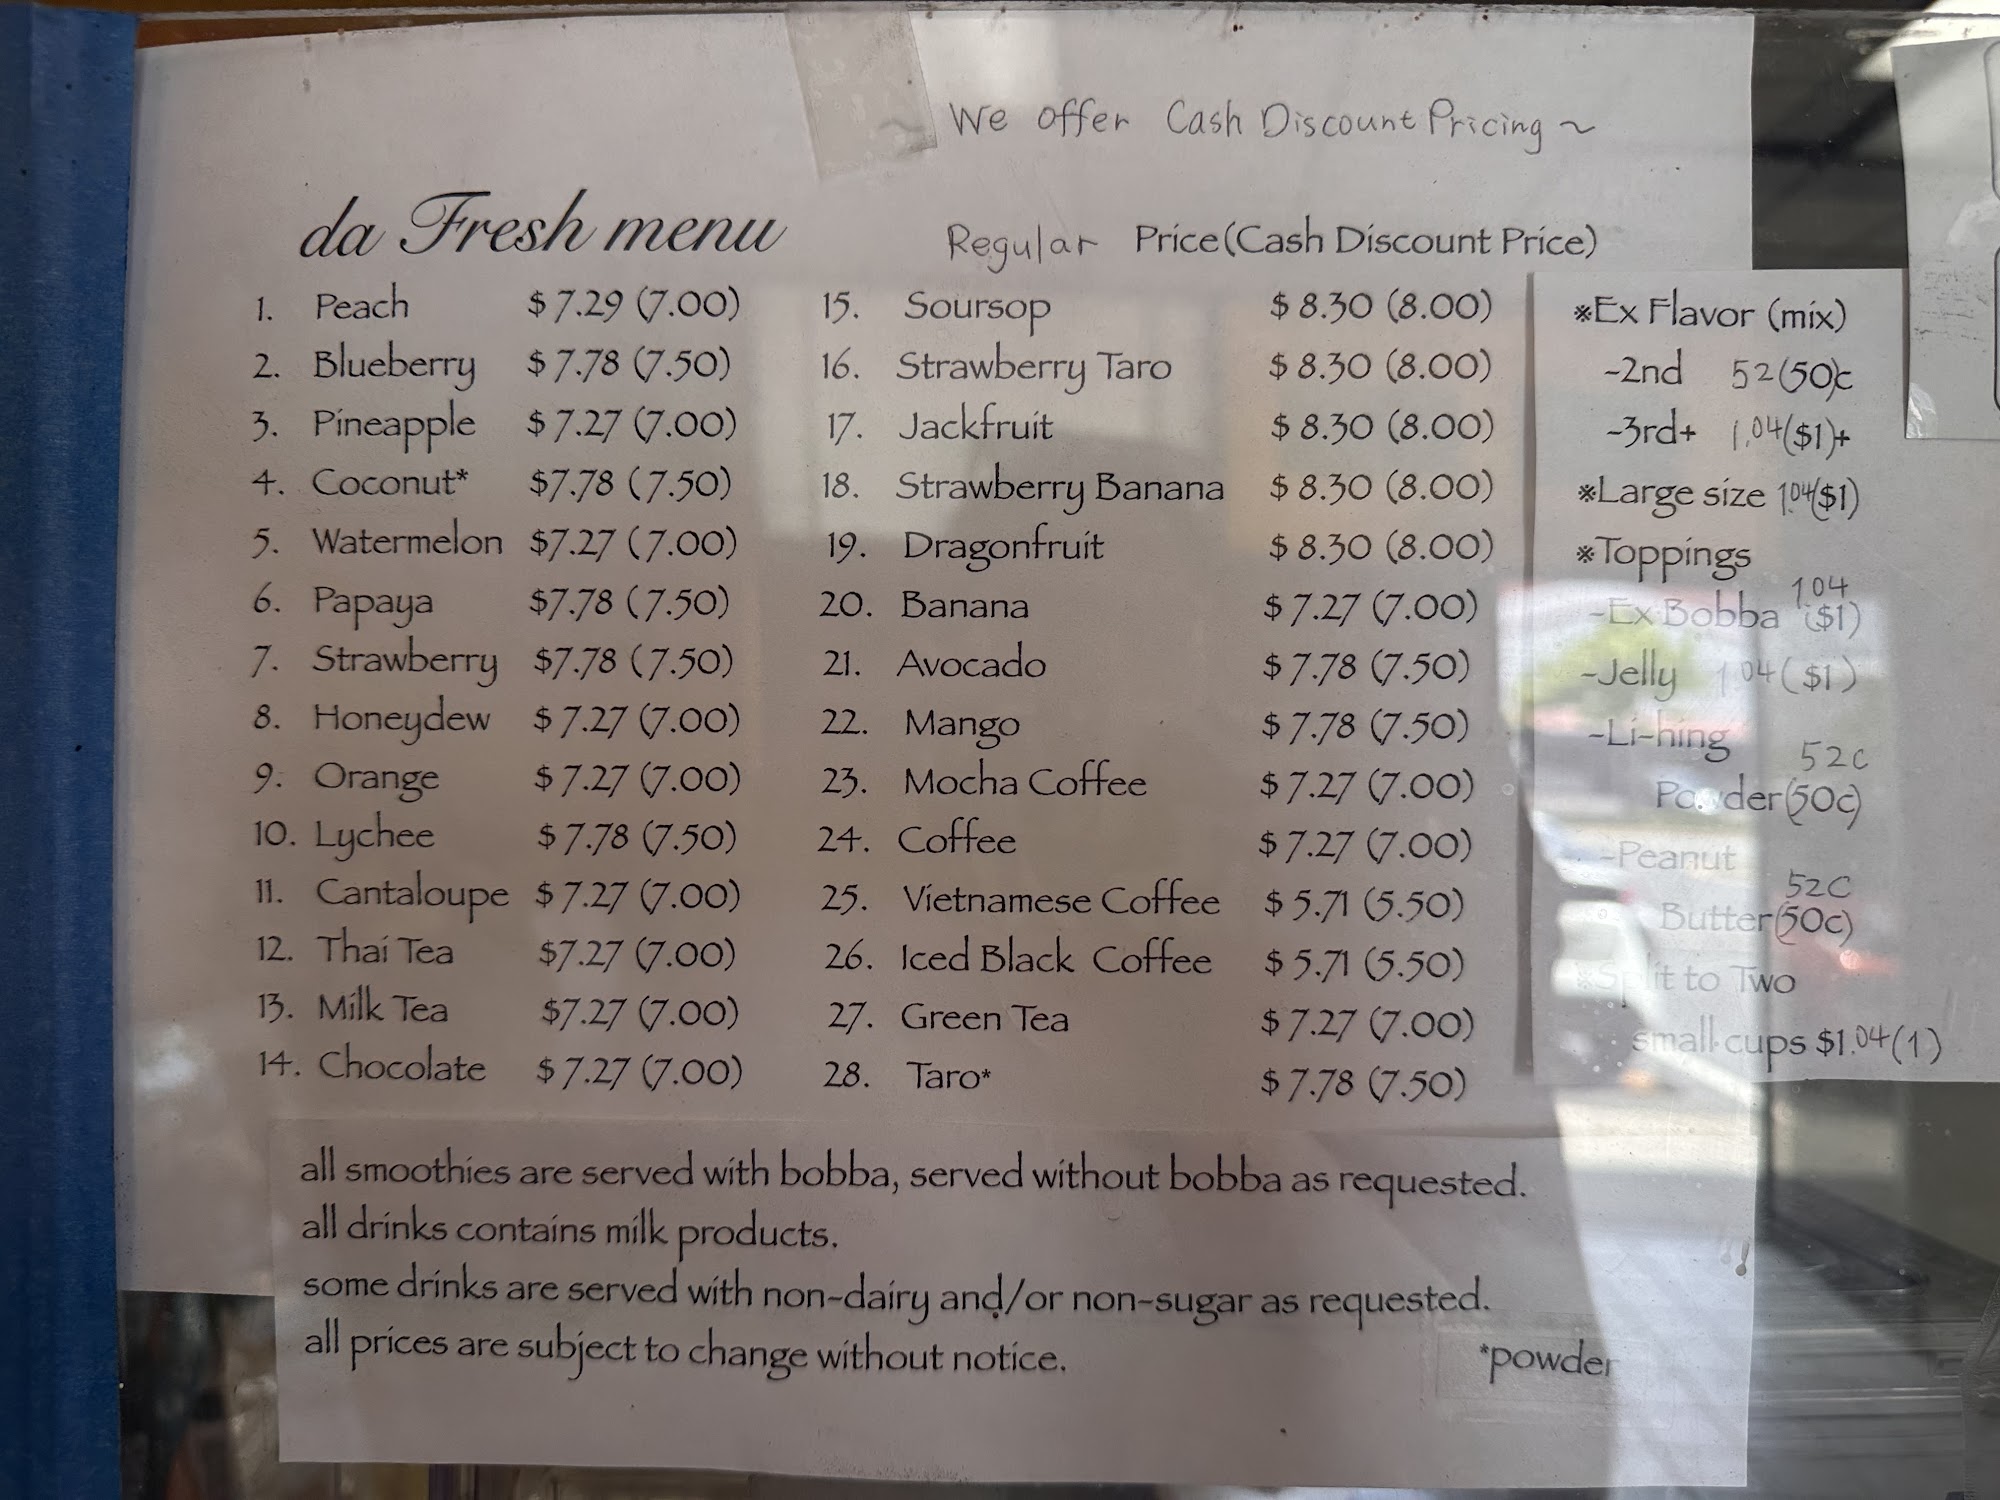 We offer Cash Discount Pricing ~
da Fresh menu
Regular Price(Cash Discount Price)
1. Peach $7.29 (7.00)
2. Blueberry $7.78 (7.50)
3. Pineapple $7.27 (7.00)
4. Coconut* $7.78 (7.50)
5. Watermelon $7.27 (7.00)
6. Papaya $7.78 (7.50)
7. Strawberry $7.78 (7.50)
8. Honeydew $7.27 (7.00)
9. Orange $7.27 (7.00)
10. Lychee $7.78 (7.50)
11. Cantaloupe $7.27 (7.00)
12. Thai Tea $7.27 (7.00)
13. Milk Tea $7.27 (7.00)
14. Chocolate $7.27 (7.00)
15. Soursop $8.30 (8.00)
16. Strawberry Taro $8.30 (8.00)
17. Jackfruit $8.30 (8.00)
18. Strawberry Banana $8.30 (8.00)
19. Dragonfruit $8.30 (8.00)
20. Banana $7.27 (7.00)
21. Avocado $7.78 (7.50)
22. Mango $7.78 (7.50)
23. Mocha Coffee $7.27 (7.00)
24. Coffee $7.27 (7.00)
25. Vietnamese Coffee $5.71 (5.50)
26. Iced Black Coffee $5.71 (5.50)
27. Green Tea $7.27 (7.00)
28. Taro* $7.78 (7.50)
※Ex Flavor (mix)
-2nd 52(50)c
-3rd+ 1.04($1)+
※Large size 1.04($1)
※Toppings
-Ex Bobba 1.04 ($1)
-Jelly 1.04($1)
-Li-hing
52c
Powder(50c)
-Peanut
52c
Butter(50c)
※Split to Two
small cups $1.04(1)
all smoothies are served with bobba, served without bobba as requested.
all drinks contains milk products.
some drinks are served with non-dairy and/or non-sugar as requested.
all prices are subject to change without notice.
*powder